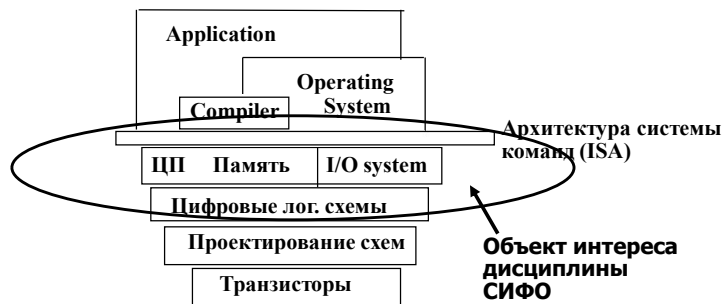 Application
Operating
System
Compiler
Архитектура системы
команд (ISA)
ЦП Память I/O system
Цифровые лог. схемы
Проектирование схем
Транзисторы
Объект интереса
дисциплины
СИФО